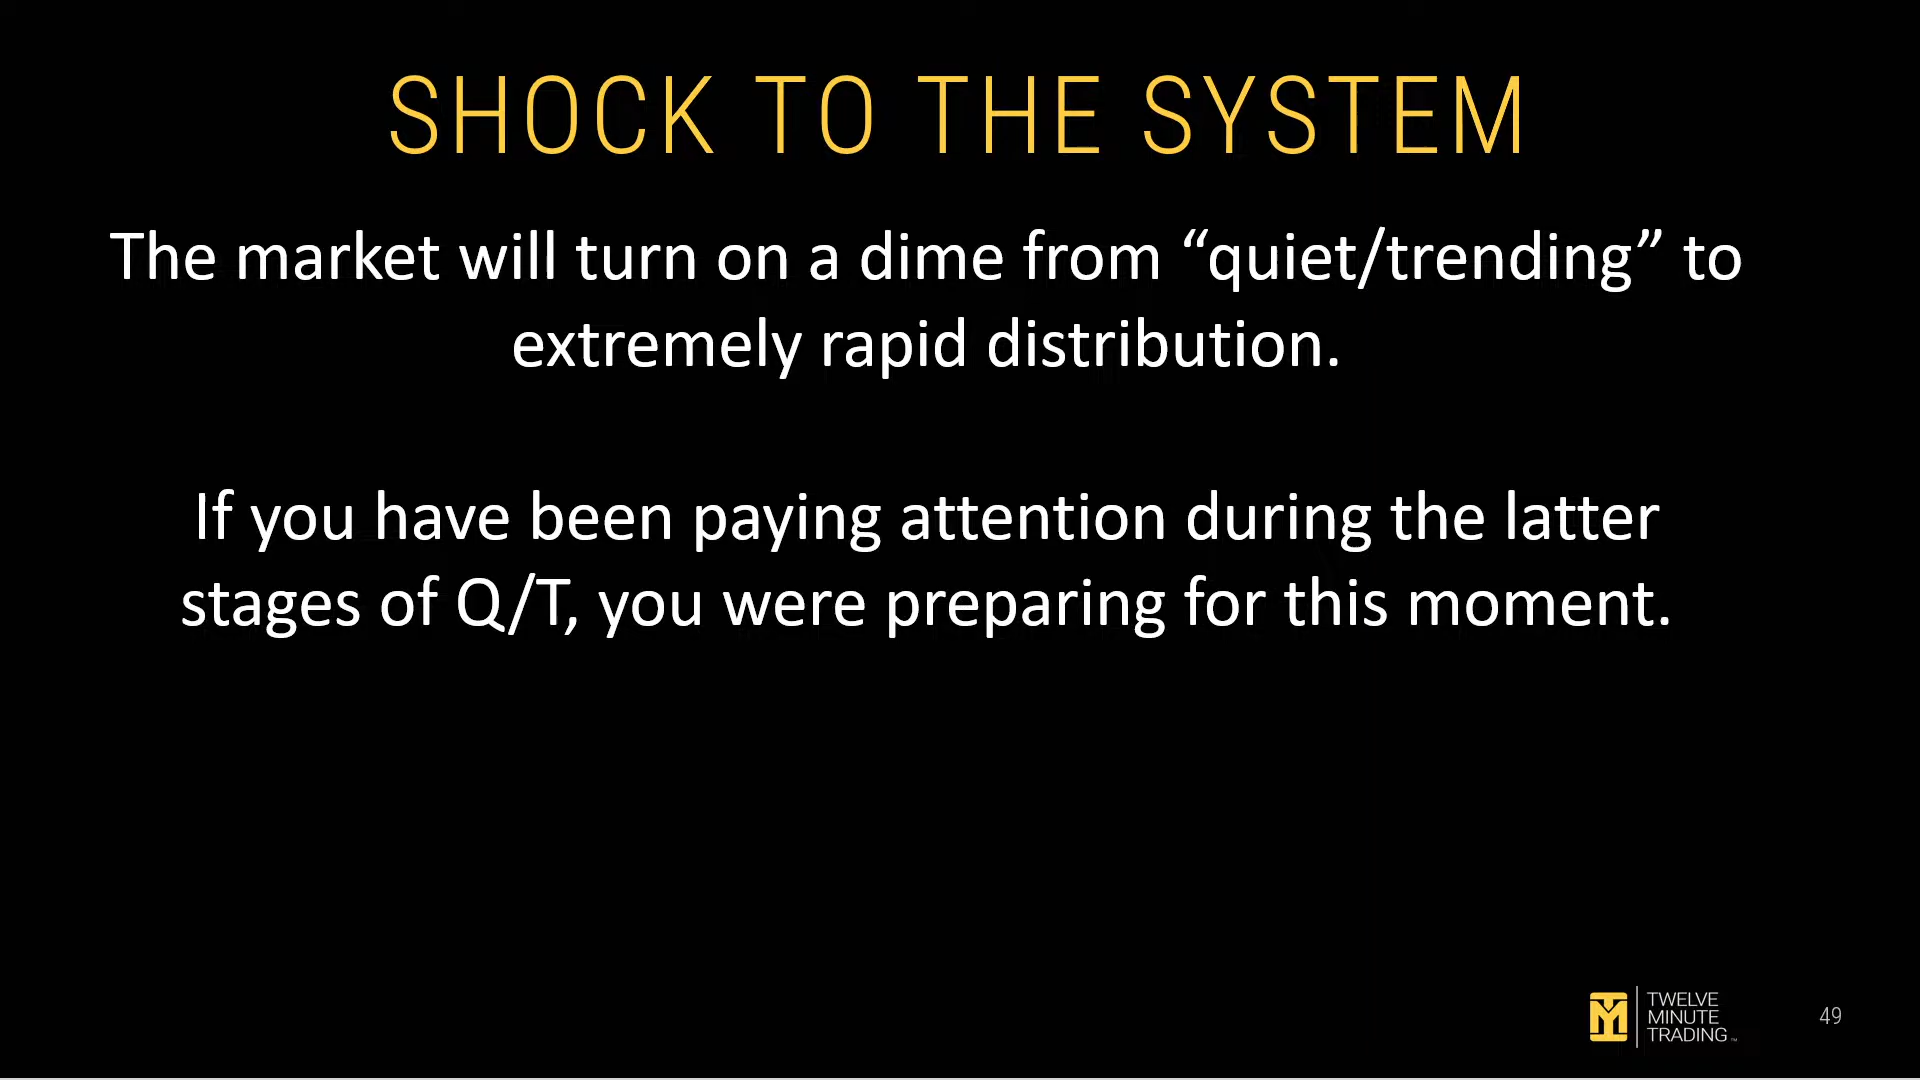 SHOCK TO THE SYSTEM
The market will turn on a dime from “quiet/trending” to
extremely rapid distribution.
If you have been paying attention during the latter
stages of Q/T, you were preparing for this moment.
TWELVE
MINUTE
TRADING™
49